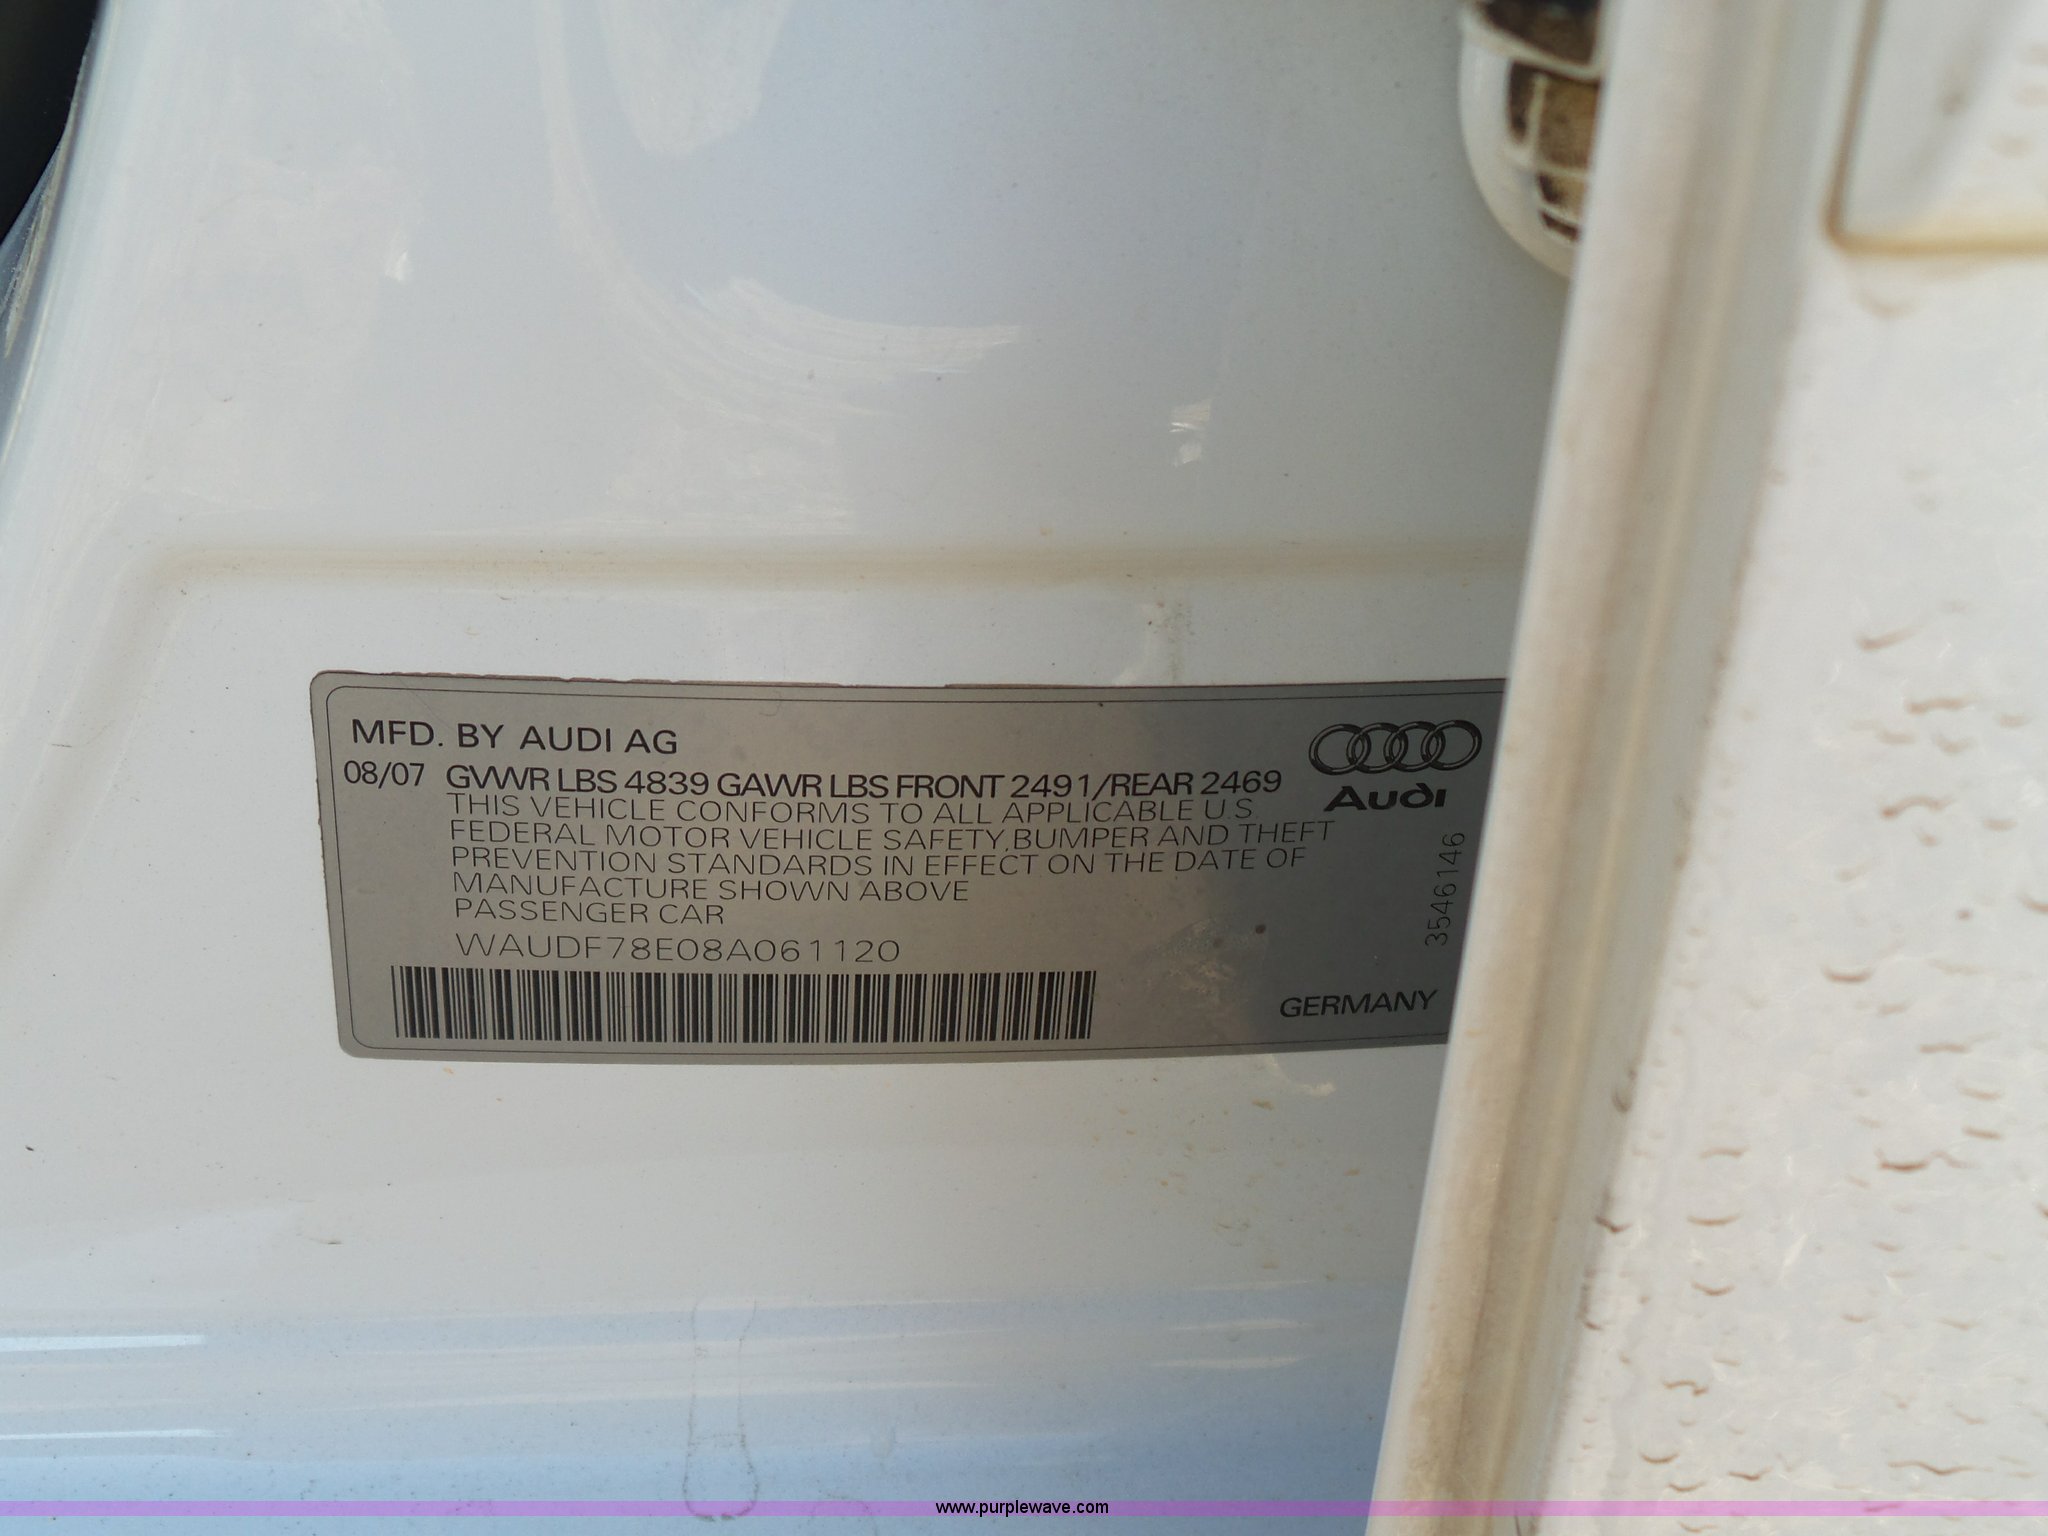 MFD. BY AUDI AG
08/07 GVWR LBS 4839 GAWR LBS FRONT 2491/REAR 2469
THIS VEHICLE CONFORMS TO ALL APPLICABLE U.S.
FEDERAL MOTOR VEHICLE SAFETY,BUMPER AND THEFT
PREVENTION STANDARDS IN EFFECT ON THE DATE OF
MANUFACTURE SHOWN ABOVE
PASSENGER CAR
WAUDF78E08A061120
Audi
3546146
GERMANY
www.purplewave.com